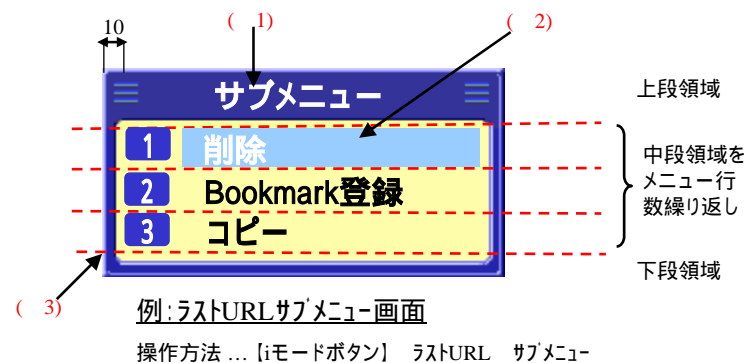 (　1)
(　2)
10
サブメニュー
上段領域
1 削除
2 Bookmark登録
3 コピー
中段領域を
メニュー行
数繰り返し
下段領域
(　3)
例：ラストURLサブメニュー画面
操作方法 …【iモードボタン】　ラストURL　サブメニュー